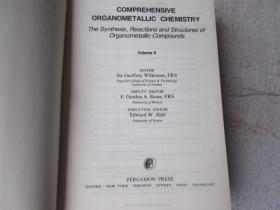 COMPREHENSIVE
ORGANOMETALLIC CHEMISTRY
The Synthesis, Reactions and Structures of
Organometallic Compounds
Volume 6
EDITOR
Sir Geoffrey Wilkinson, FRS
Imperial College of Science & Technology
University of London
DEPUTY EDITOR
F. Gordon A. Stone, FRS
University of Bristol
EXECUTIVE EDITOR
Edward W. Abel
University of Exeter
PERGAMON PRESS
OXFORD NEW YORK TORONTO SYDNEY PARIS FRANKFURT